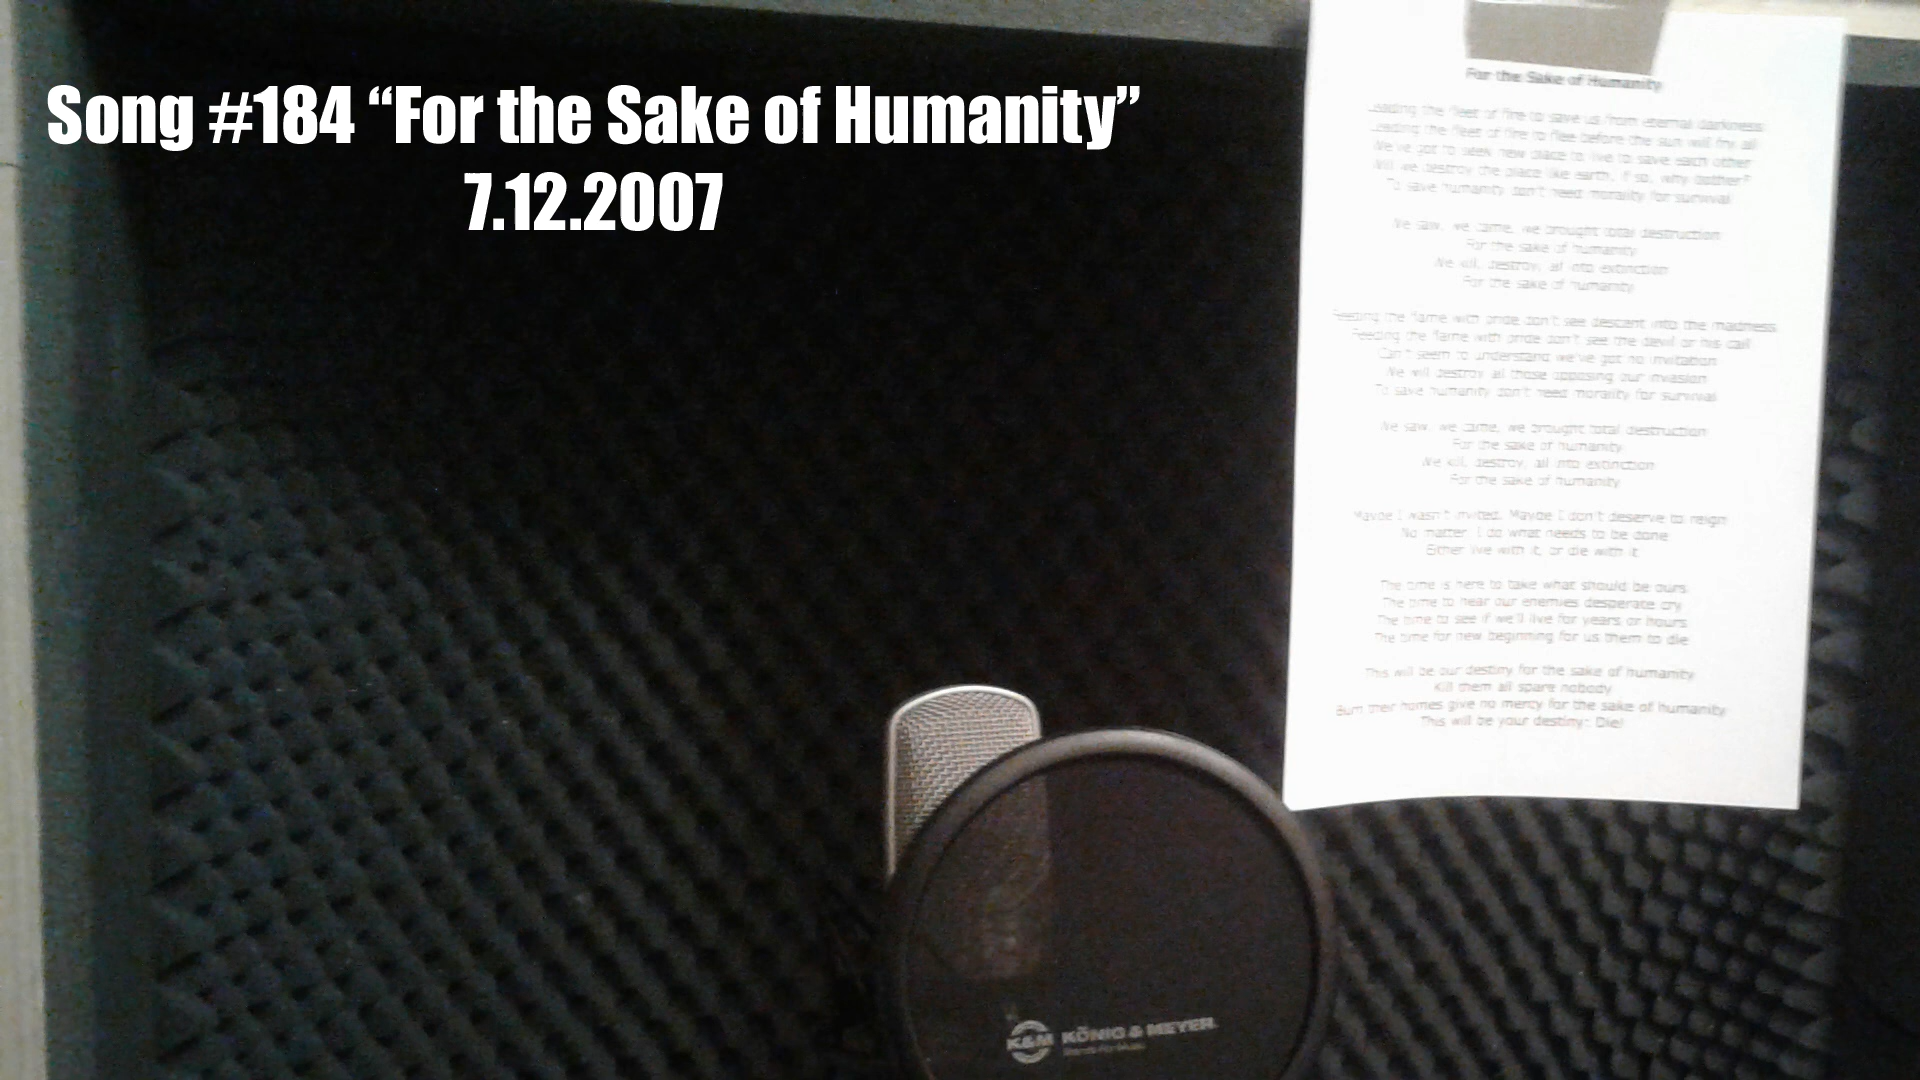 Song #184 “For the Sake of Humanity”
7.12.2007
For the Sake of Humanity
Leading the fleet of fire to save us from eternal darkness
Leading the fleet of fire to flee before the sun will fry all
We've got to seek new place to live to save each other
Will we destroy the place like earth, if so, why bother?
To save humanity don't need morality for survival
We saw, we came, we brought total destruction
For the sake of humanity
We kill, destroy, all into extinction
For the sake of humanity
Feeding the flame with pride don't see descent into the madness
Feeding the flame with pride don't see the devil or his call
Can't seem to understand we've got no invitation
We will destroy all those opposing our invasion
To save humanity don't need morality for survival
We saw, we came, we brought total destruction
For the sake of humanity
We kill, destroy, all into extinction
For the sake of humanity
Maybe I wasn't invited, Maybe I don't deserve to reign
No matter, I do what needs to be done
Either live with it, or die with it
The time is here to take what should be ours
The time to hear our enemies desperate cry
The time to see if we'll live for years or hours
The time for new beginning for us them to die
This will be our destiny for the sake of humanity
Kill them all spare nobody
Burn their homes give no mercy for the sake of humanity
This will be your destiny: Die!
K&M KÖNIG & MEYER
Stands For Music